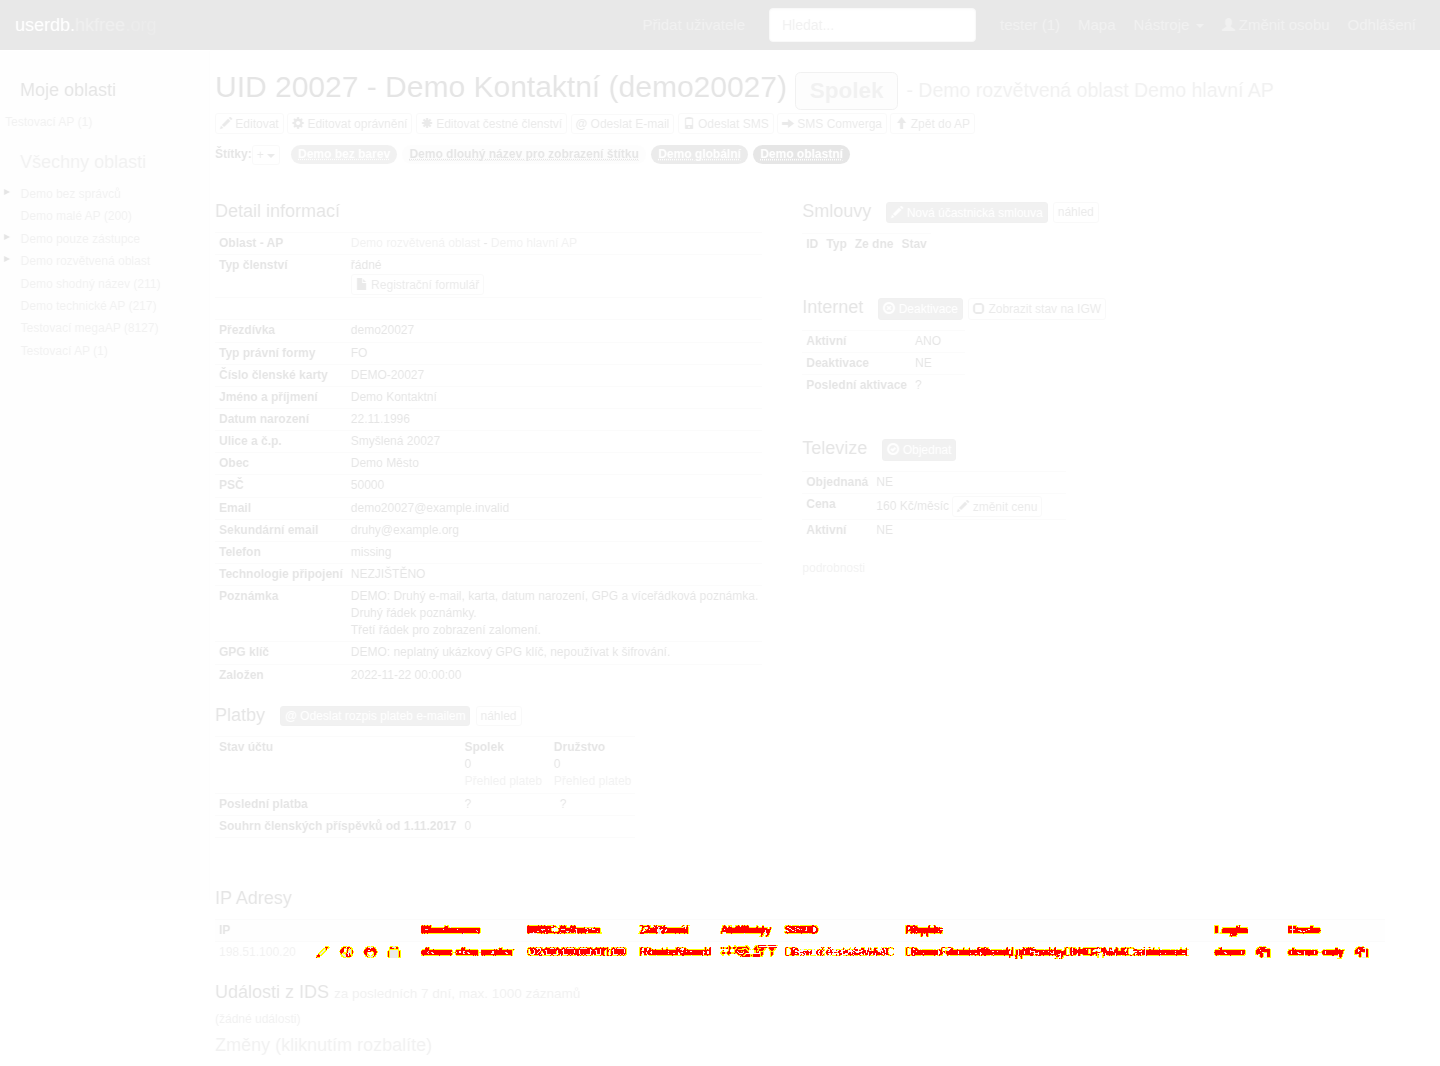 userdb.hkfree.org Přidat uživatele Hledat... tester (1) Mapa Nástroje Změnit osobu Odhlášení
Moje oblasti
Testovací AP (1)
Všechny oblasti
Demo bez správců
Demo malé AP (200)
Demo pouze zástupce
Demo rozvětvená oblast
Demo shodný název (211)
Demo technické AP (217)
Testovací megaAP (8127)
Testovací AP (1)
UID 20027 - Demo Kontaktní (demo20027) Spolek - Demo rozvětvená oblast Demo hlavní AP
Editovat Editovat oprávnění Editovat čestné členství @ Odeslat E-mail Odeslat SMS SMS Comverga Zpět do AP
Štítky: + Demo bez barev Demo dlouhý název pro zobrazení štítku Demo globální Demo oblastní
Detail informací
Oblast - AP Demo rozvětvená oblast - Demo hlavní AP
Typ členství řádné
Registrační formulář
Přezdívka demo20027
Typ právní formy FO
Číslo členské karty DEMO-20027
Jméno a příjmení Demo Kontaktní
Datum narození 22.11.1996
Ulice a č.p. Smyšlená 20027
Obec Demo Město
PSČ 50000
Email demo20027@example.invalid
Sekundární email druhy@example.org
Telefon missing
Technologie připojení NEZJIŠTĚNO
Poznámka DEMO: Druhý e-mail, karta, datum narození, GPG a víceřádková poznámka.
Druhý řádek poznámky.
Třetí řádek pro zobrazení zalomení.
GPG klíč DEMO: neplatný ukázkový GPG klíč, nepoužívat k šifrování.
Založen 2022-11-22 00:00:00
Smlouvy Nová účastnická smlouva náhled
ID Typ Ze dne Stav
Internet Deaktivace Zobrazit stav na IGW
Aktivní ANO
Deaktivace NE
Poslední aktivace ?
Televize Objednat
Objednaná NE
Cena 160 Kč/měsíc změnit cenu
Aktivní NE
podrobnosti
Platby @ Odeslat rozpis plateb e-mailem náhled
Stav účtu Spolek Družstvo
0 0
Přehled plateb Přehled plateb
Poslední platba ? ?
Souhrn členských příspěvků od 1.11.2017 0
IP Adresy
IP SSID Popis Login Heslo
198.51.100.20 demo
Události z IDS za posledních 7 dní, max. 1000 záznamů
(žádné události)
Změny (kliknutím rozbalíte)